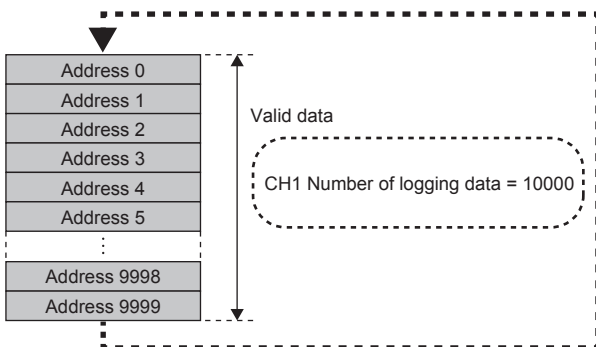 Address 0
Address 1
Valid data
Address 2
Address 3
Address 4
CH1 Number of logging data = 10000
Address 5
Address 9998
Address 9999